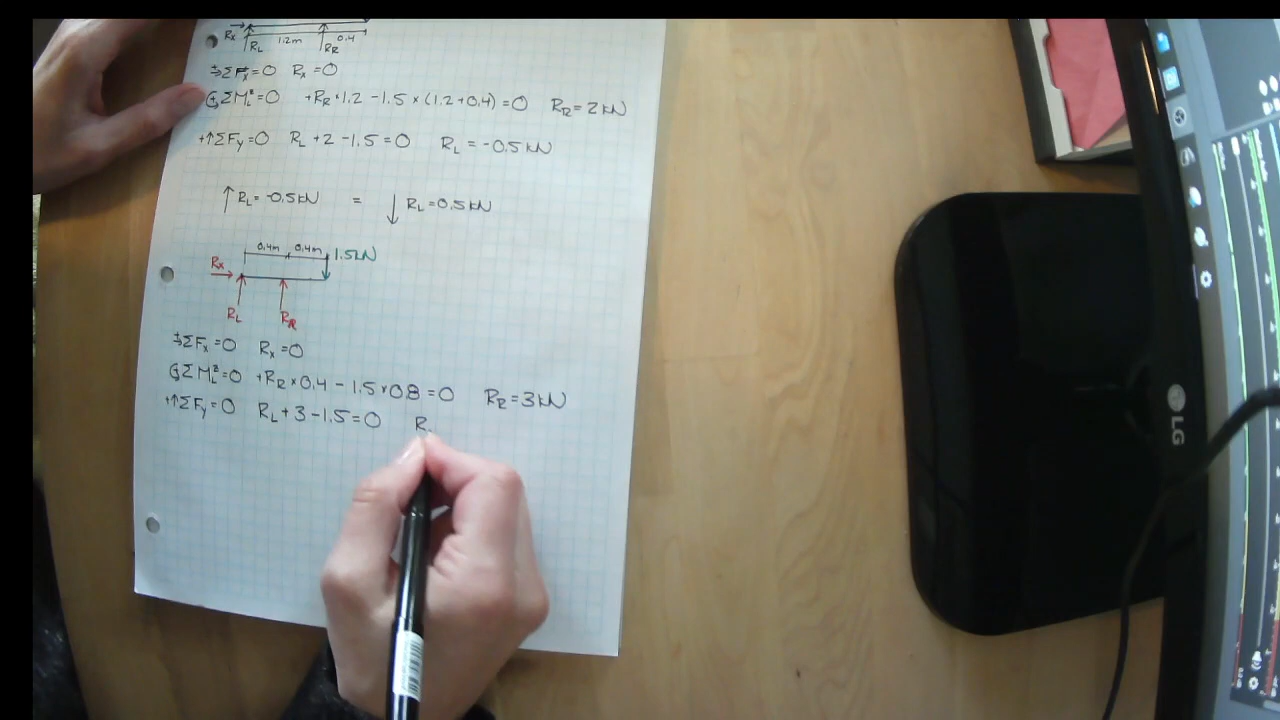 Rx RL 1.2m RR 0.4
+→ΣFx=0 Rx=0
ΣM_L^z=0 +RR×1.2 -1.5×(1.2+0.4)=0 RR=2kN
+↑ΣFy=0 RL+2-1.5=0 RL=-0.5kN
↑RL=-0.5kN = ↓RL=0.5kN
0.4m 0.4m 1.5kN
Rx
RL RR
+→ΣFx=0 Rx=0
ΣM_L^z=0 +RR×0.4 -1.5×0.8=0 RR=3kN
+↑ΣFy=0 RL+3-1.5=0 R
LG